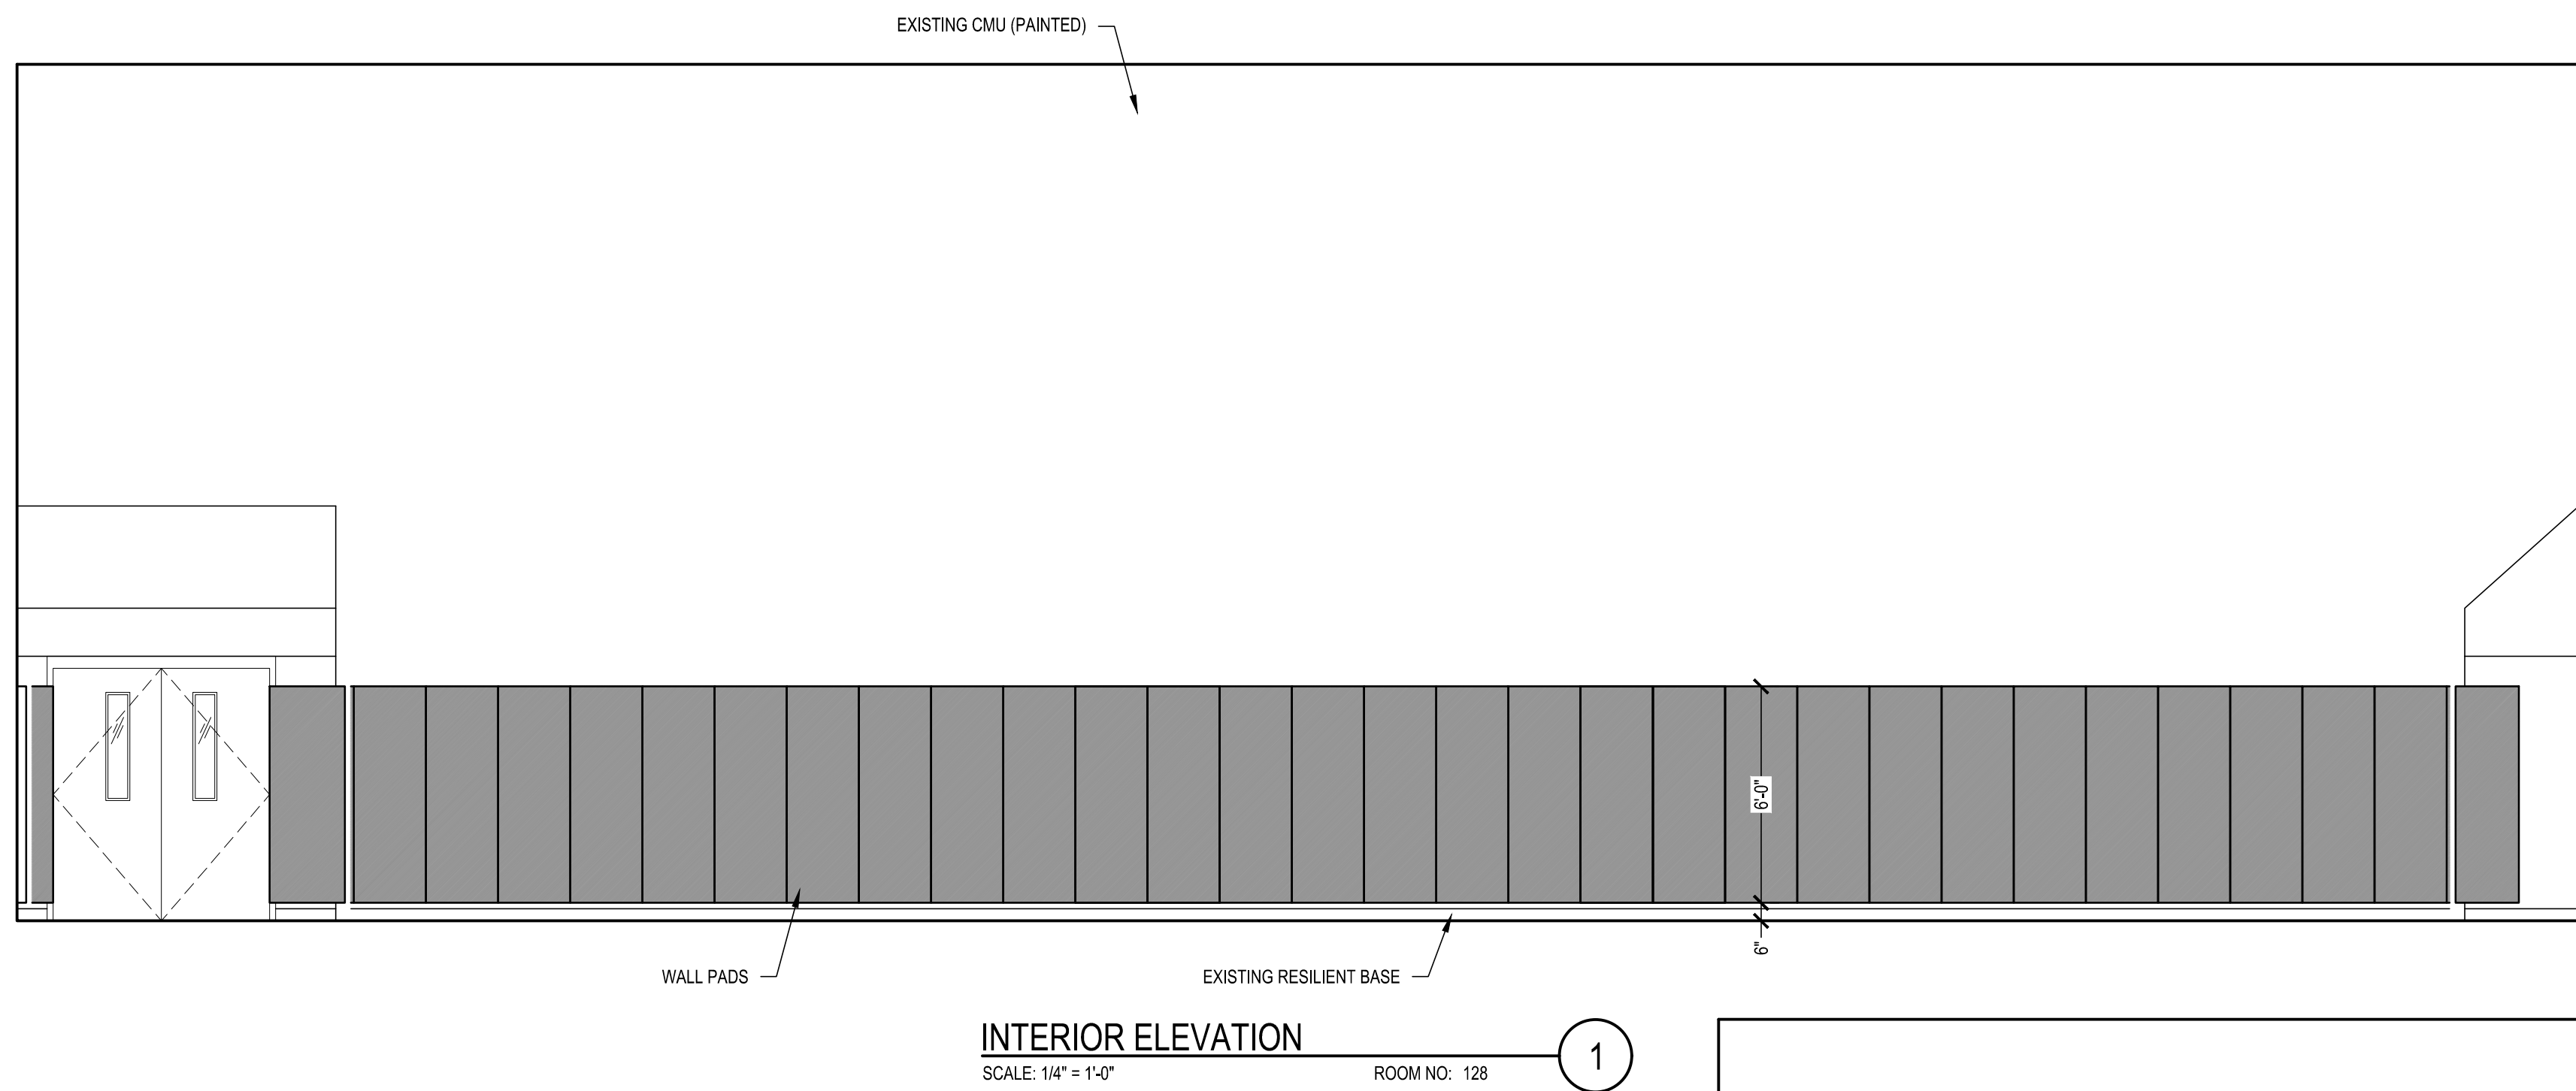 EXISTING CMU (PAINTED)
6'-0"
6"
WALL PADS
EXISTING RESILIENT BASE
INTERIOR ELEVATION
1
SCALE: 1/4" = 1'-0"
ROOM NO: 128